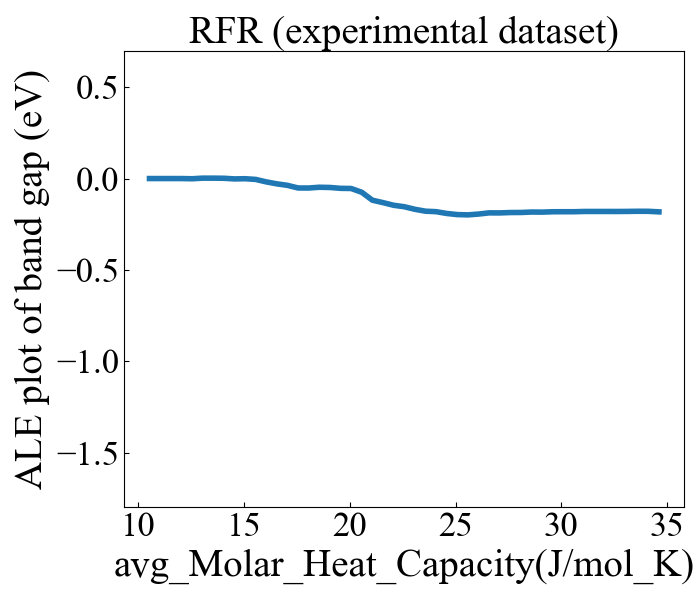 RFR (experimental dataset)
ALE plot of band gap (eV)
0.5
0.0
−0.5
−1.0
−1.5
10 15 20 25 30 35
avg_Molar_Heat_Capacity(J/mol_K)